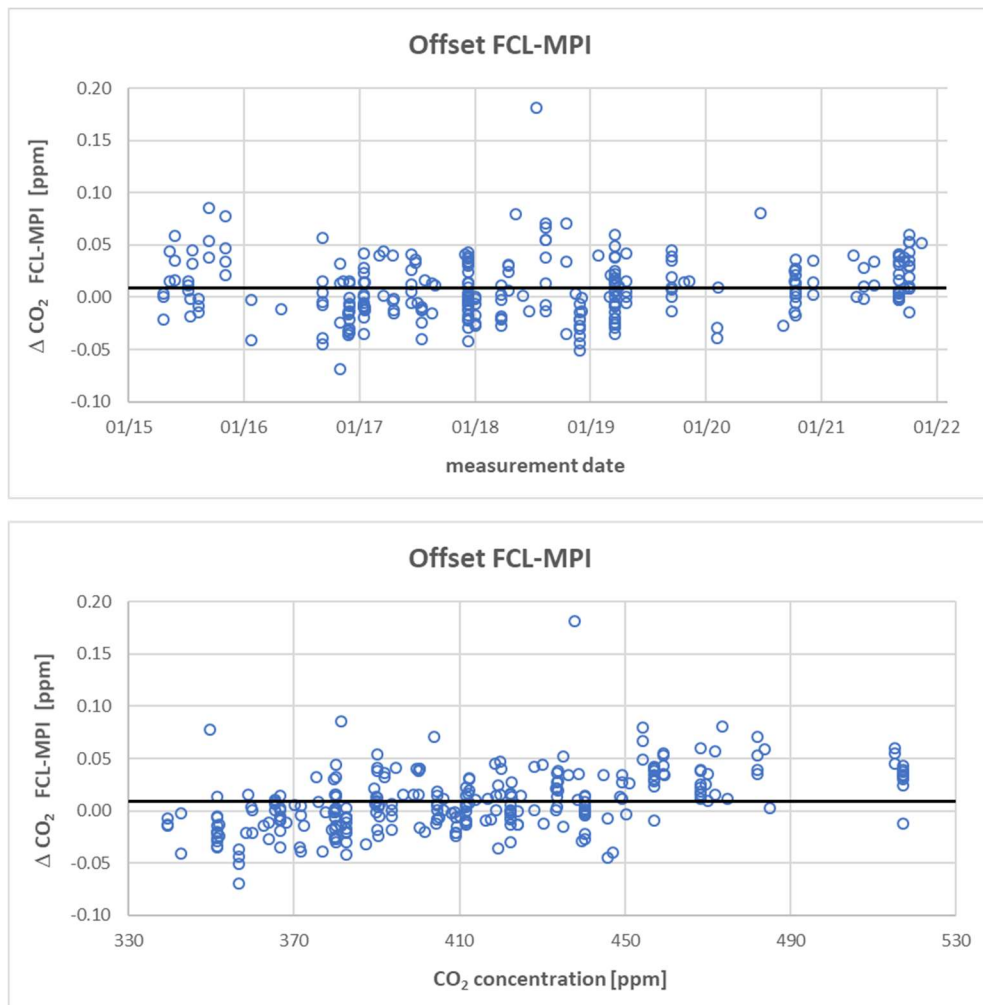 Offset FCL-MPI
Δ CO₂ FCL-MPI [ppm]
0.20
0.15
0.10
0.05
0.00
-0.05
-0.10
01/15 01/16 01/17 01/18 01/19 01/20 01/21 01/22
measurement date
Offset FCL-MPI
Δ CO₂ FCL-MPI [ppm]
0.20
0.15
0.10
0.05
0.00
-0.05
-0.10
330 370 410 450 490 530
CO₂ concentration [ppm]